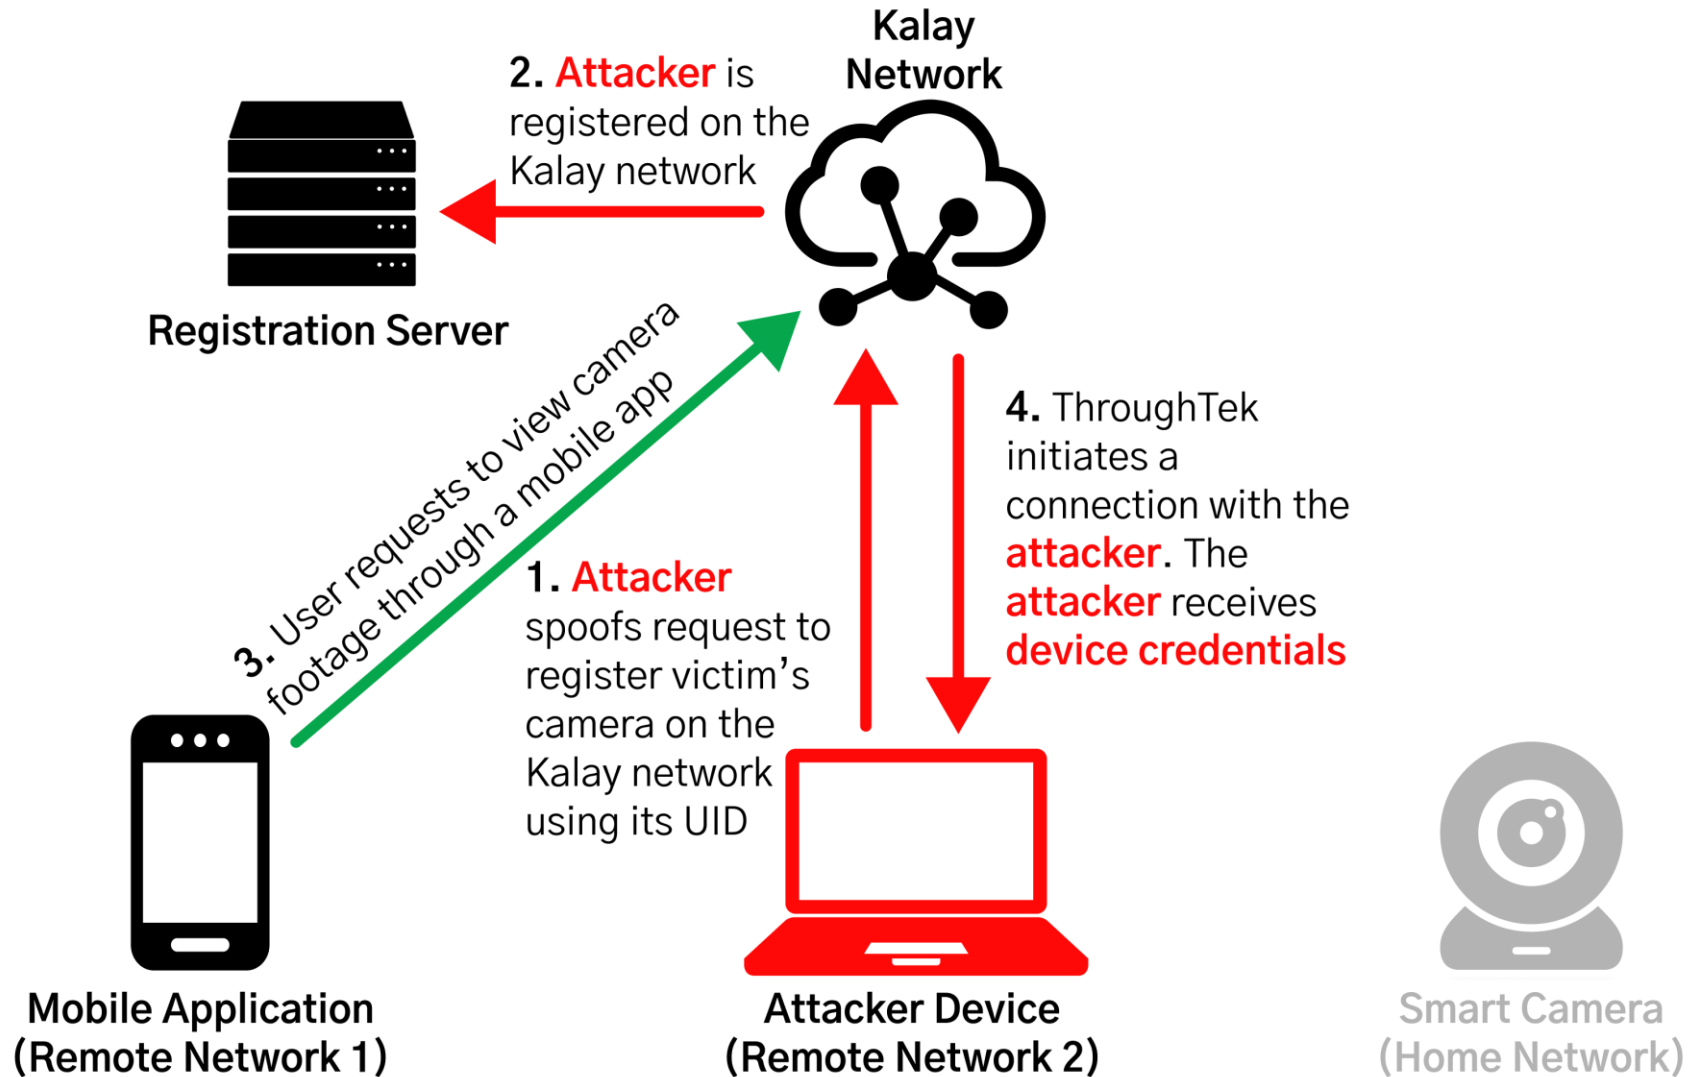 Kalay
Network
2. Attacker is
registered on the
Kalay network
Registration Server
3. User requests to view camera
footage through a mobile app
1. Attacker
spoofs request to
register victim’s
camera on the
Kalay network
using its UID
4. ThroughTek
initiates a
connection with the
attacker. The
attacker receives
device credentials
Mobile Application
(Remote Network 1)
Attacker Device
(Remote Network 2)
Smart Camera
(Home Network)